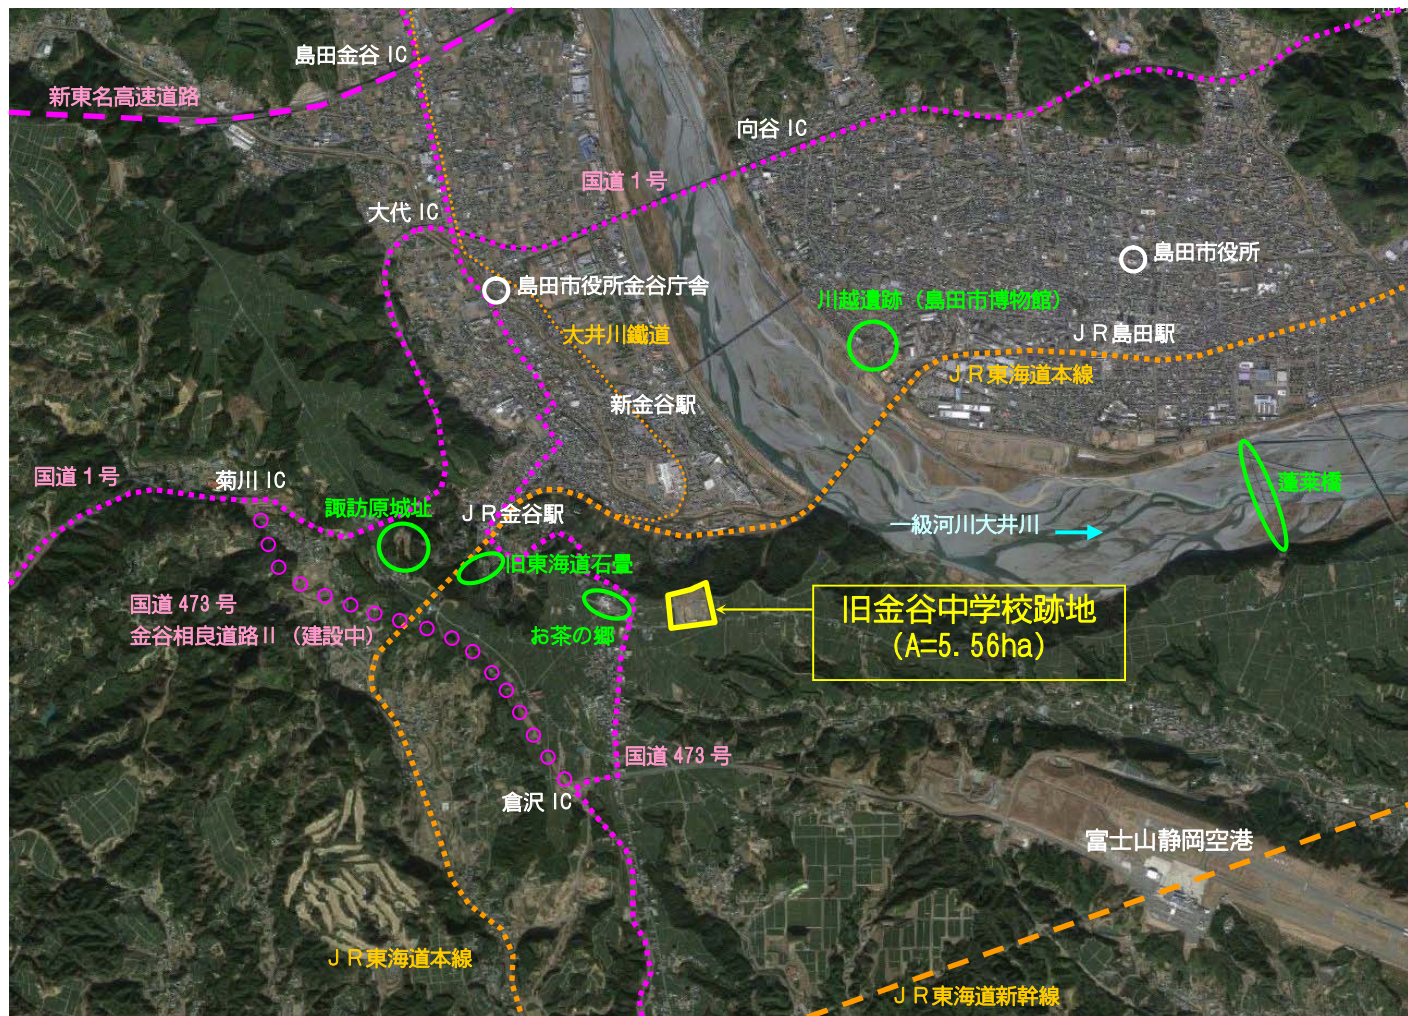 島田金谷 IC
新東名高速道路
向谷 IC
国道１号
大代 IC
島田市役所
島田市役所金谷庁舎
川越遺跡（島田市博物館）
大井川鐵道
ＪＲ島田駅
ＪＲ東海道本線
新金谷駅
国道１号
菊川 IC
諏訪原城址
ＪＲ金谷駅
蓬莱橋
一級河川大井川
旧東海道石畳
国道 473 号
金谷相良道路Ⅱ（建設中）
お茶の郷
旧金谷中学校跡地
(A=5.56ha)
国道 473 号
倉沢 IC
富士山静岡空港
ＪＲ東海道本線
ＪＲ東海道新幹線